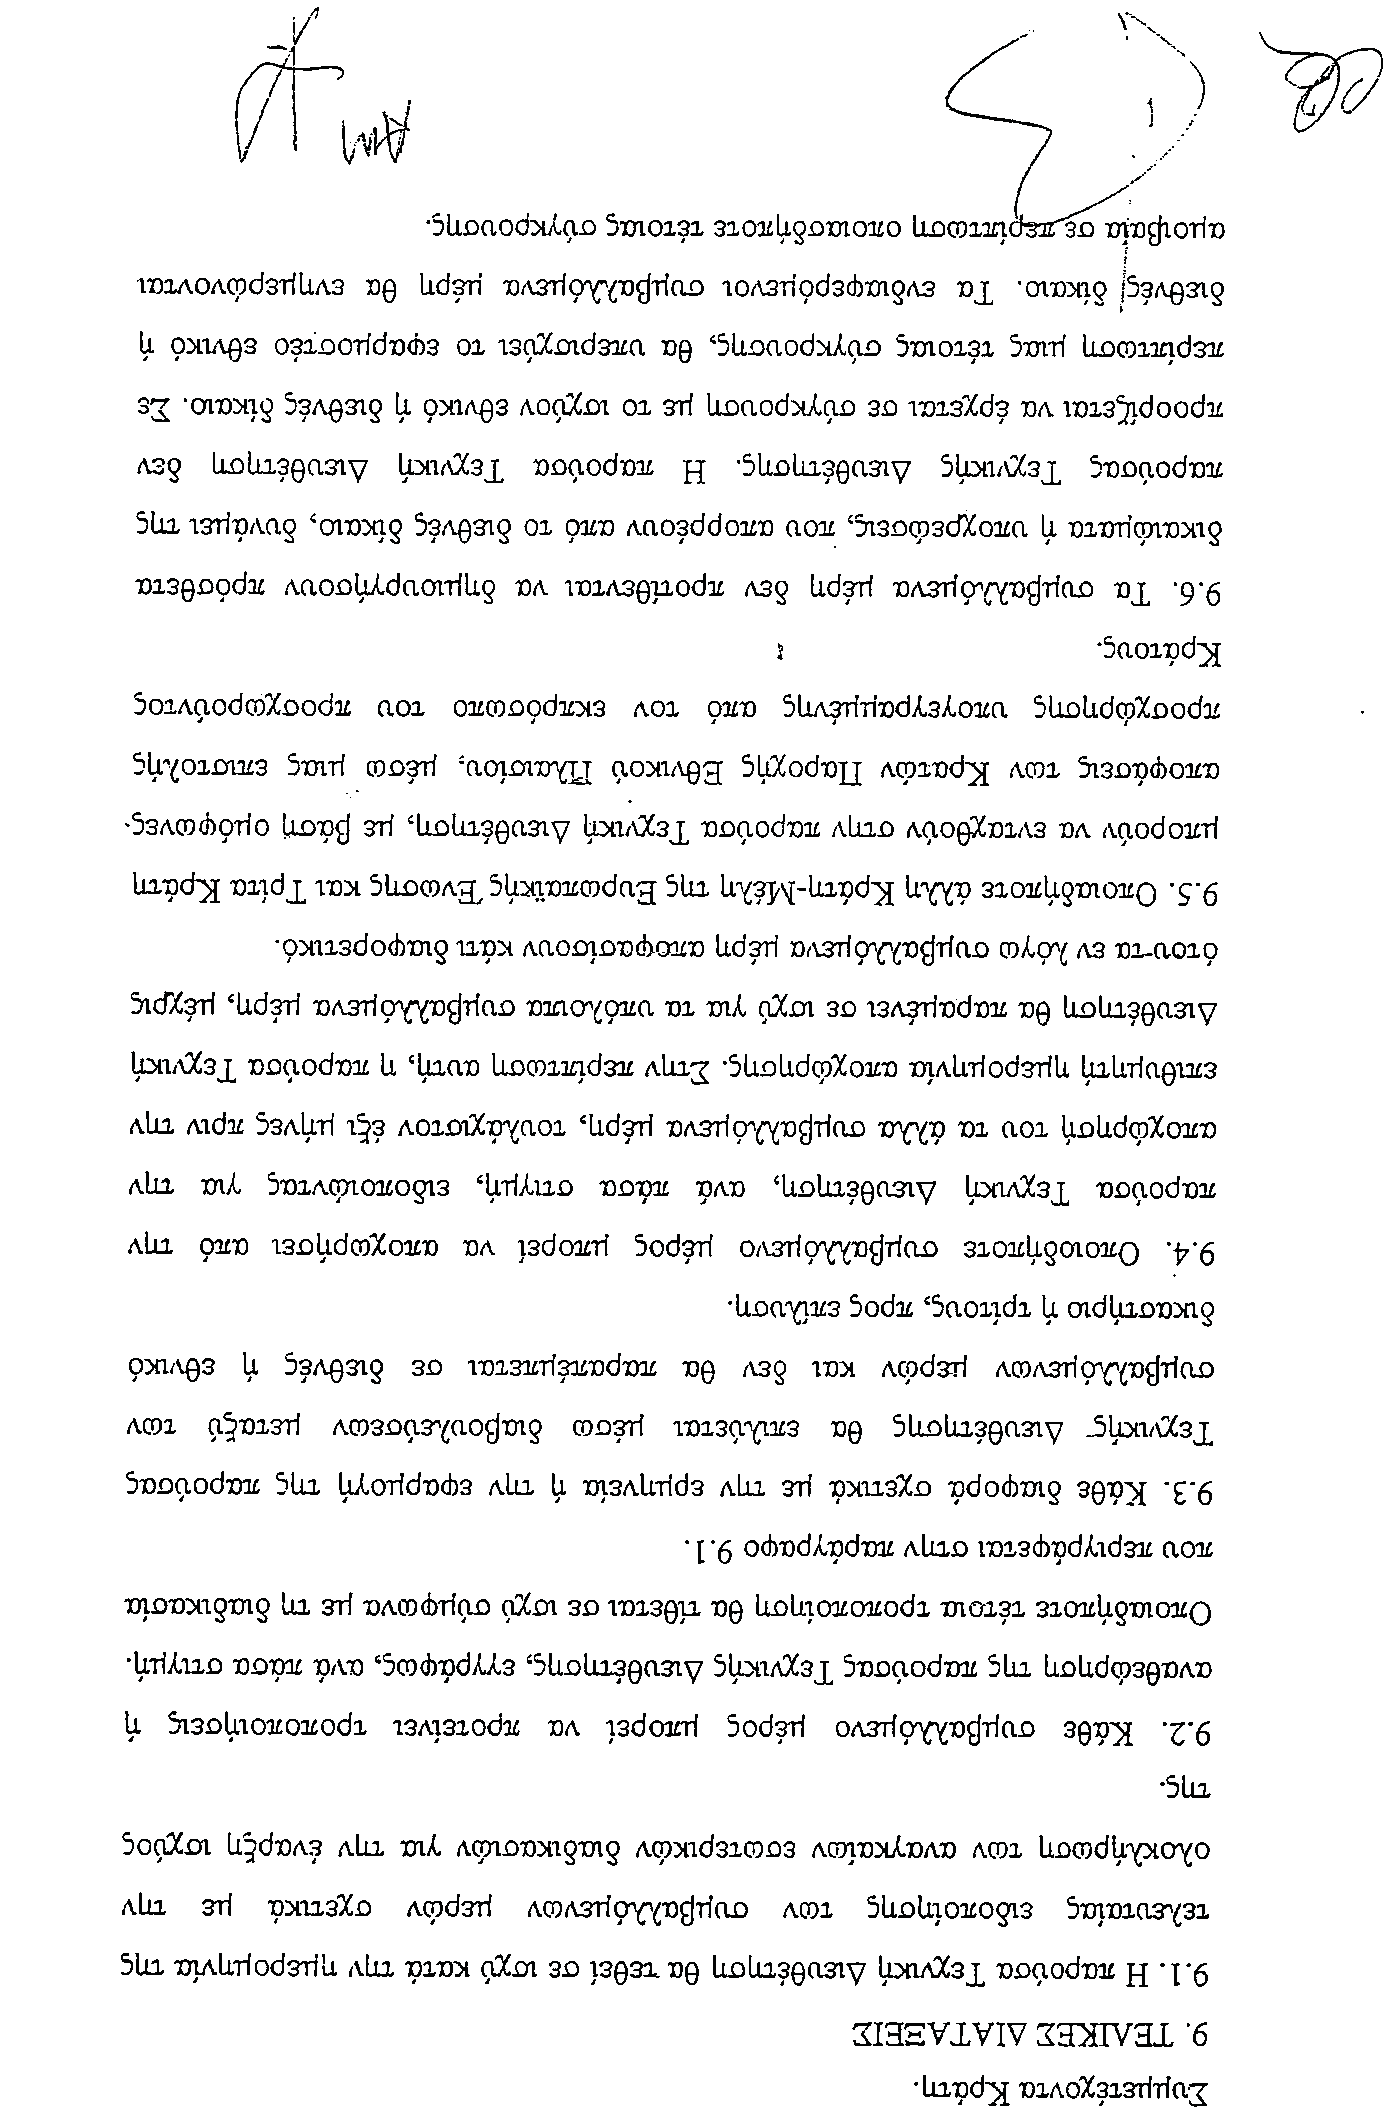 Συμμετέχοντα Κράτη.
9. ΤΕΛΙΚΕΣ ΔΙΑΤΑΞΕΙΣ
9.1. Η παρούσα Τεχνική Διευθέτηση θα τεθεί σε ισχύ κατά την ημερομηνία της
τελευταίας ειδοποίησης των συμβαλλόμενων μερών σχετικά με την
ολοκλήρωση των αναγκαίων εσωτερικών διαδικασιών για την έναρξη ισχύος
της.
9.2. Κάθε συμβαλλόμενο μέρος μπορεί να προτείνει τροποποιήσεις ή
αναθεώρηση της παρούσας Τεχνικής Διευθέτησης, εγγράφως, ανά πάσα στιγμή.
Οποιαδήποτε τέτοια τροποποίηση θα τίθεται σε ισχύ σύμφωνα με τη διαδικασία
που περιγράφεται στην παράγραφο 9.1.
9.3. Κάθε διαφορά σχετικά με την ερμηνεία ή την εφαρμογή της παρούσας
Τεχνικής Διευθέτησης θα επιλύεται μέσω διαβουλεύσεων μεταξύ των
συμβαλλόμενων μερών και δεν θα παραπέμπεται σε διεθνές ή εθνικό
δικαστήριο ή τρίτους, προς επίλυση.
9.4. Οποιοδήποτε συμβαλλόμενο μέρος μπορεί να αποχωρήσει από την
παρούσα Τεχνική Διευθέτηση, ανά πάσα στιγμή, ειδοποιώντας για την
αποχώρησή του τα άλλα συμβαλλόμενα μέρη, τουλάχιστον έξι μήνες πριν την
επιθυμητή ημερομηνία αποχώρησης. Στην περίπτωση αυτή, η παρούσα Τεχνική
Διευθέτηση θα παραμένει σε ισχύ για τα υπόλοιπα συμβαλλόμενα μέρη, μέχρις
ότου-τα εν λόγω συμβαλλόμενα μέρη αποφασίσουν κάτι διαφορετικό.
9.5. Οποιαδήποτε άλλη Κράτη-Μέλη της Ευρωπαϊκής Ένωσης και Τρίτα Κράτη
μπορούν να ενταχθούν στην παρούσα Τεχνική Διευθέτηση, με βάση ομόφωνες
αποφάσεις των Κρατών Παροχής Εθνικού Πλαισίου, μέσω μιας επιστολής
προσχώρησης υπογεγραμμένης από τον εκπρόσωπο του προσχωρούντος
Κράτους.
9.6. Τα συμβαλλόμενα μέρη δεν προτίθενται να δημιουργήσουν πρόσθετα
δικαιώματα ή υποχρεώσεις, που απορρέουν από το διεθνές δίκαιο, δυνάμει της
παρούσας Τεχνικής Διευθέτησης. Η παρούσα Τεχνική Διευθέτηση δεν
προορίζεται να έρχεται σε σύγκρουση με το ισχύον εθνικό ή διεθνές δίκαιο. Σε
περίπτωση μιας τέτοιας σύγκρουσης, θα υπερισχύει το εφαρμοστέο εθνικό ή
διεθνές δίκαιο. Τα ενδιαφερόμενοι συμβαλλόμενα μέρη θα ενημερώνονται
αμοιβαία σε περίπτωση οποιασδήποτε τέτοιας σύγκρουσης.